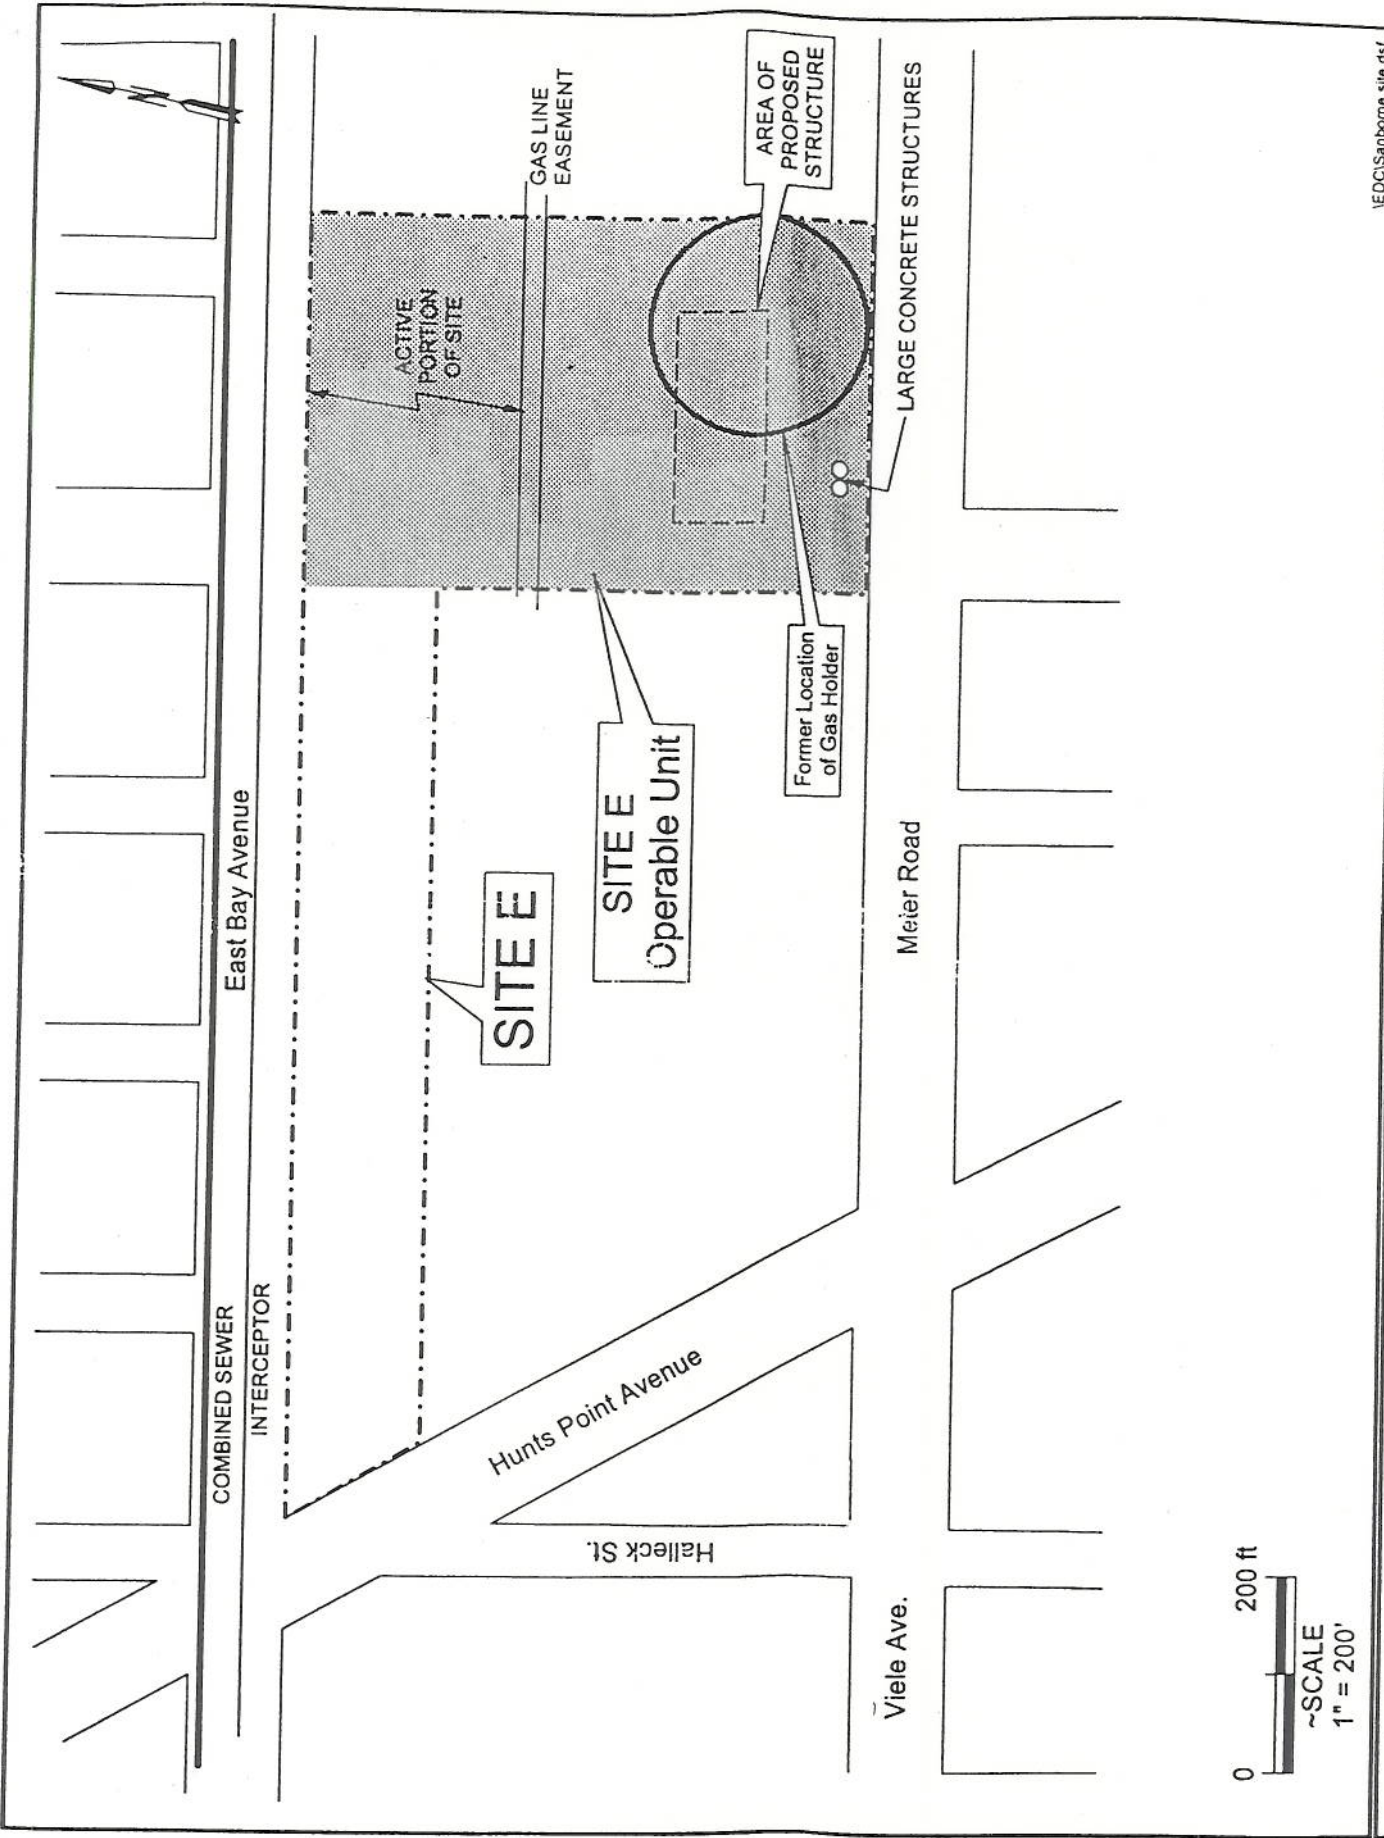 N
COMBINED SEWER
East Bay Avenue
INTERCEPTOR
ACTIVE
PORTION
OF SITE
GAS LINE
EASEMENT
SITE E
SITE E
Operable Unit
AREA OF
PROPOSED
STRUCTURE
Former Location
of Gas Holder
LARGE CONCRETE STRUCTURES
Hunts Point Avenue
Halleck St.
Viele Ave.
Meier Road
0
200 ft
~SCALE
1" = 200'